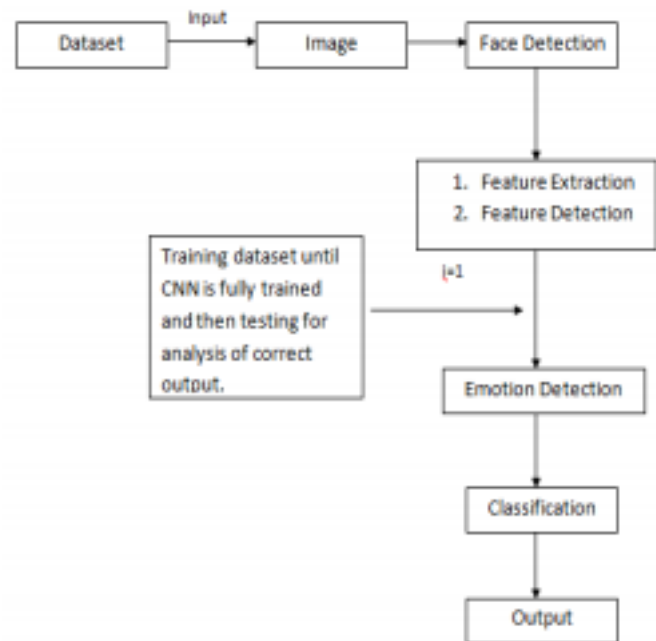 Input
Dataset
Image
Face Detection
1. Feature Extraction
2. Feature Detection
Training dataset until
CNN is fully trained
and then testing for
analysis of correct
output.
i=1
Emotion Detection
Classification
Output